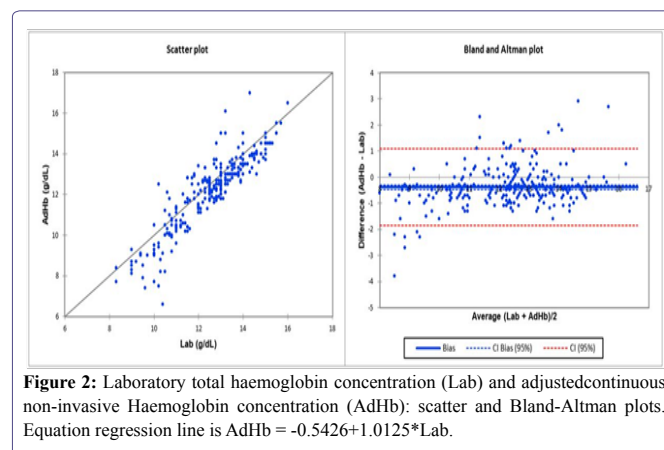 Scatter plot
18
16
14
12
10
8
6
AdHb (g/dL)
6 8 10 12 14 16 18
Lab (g/dL)
Bland and Altman plot
4
3
2
1
0
-1
-2
-3
-4
-5
Difference (AdHb - Lab)
17
Average (Lab + AdHb)/2
Bias CI Bias (95%) CI (95%)
Figure 2: Laboratory total haemoglobin concentration (Lab) and adjustedcontinuous
non-invasive Haemoglobin concentration (AdHb): scatter and Bland-Altman plots.
Equation regression line is AdHb = -0.5426+1.0125*Lab.